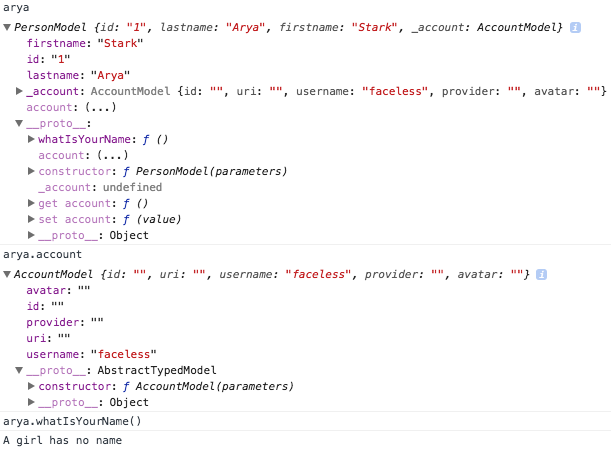 arya
▼PersonModel {id: "1", lastname: "Arya", firstname: "Stark", _account: AccountModel} i
firstname: "Stark"
id: "1"
lastname: "Arya"
▶_account: AccountModel {id: "", uri: "", username: "faceless", provider: "", avatar: ""}
account: (...)
▼__proto__:
▶whatIsYourName: ƒ ()
account: (...)
▶constructor: ƒ PersonModel(parameters)
_account: undefined
▶get account: ƒ ()
▶set account: ƒ (value)
▶__proto__: Object
arya.account
▼AccountModel {id: "", uri: "", username: "faceless", provider: "", avatar: ""} i
avatar: ""
id: ""
provider: ""
uri: ""
username: "faceless"
▼__proto__: AbstractTypedModel
▶constructor: ƒ AccountModel(parameters)
▶__proto__: Object
arya.whatIsYourName()
A girl has no name